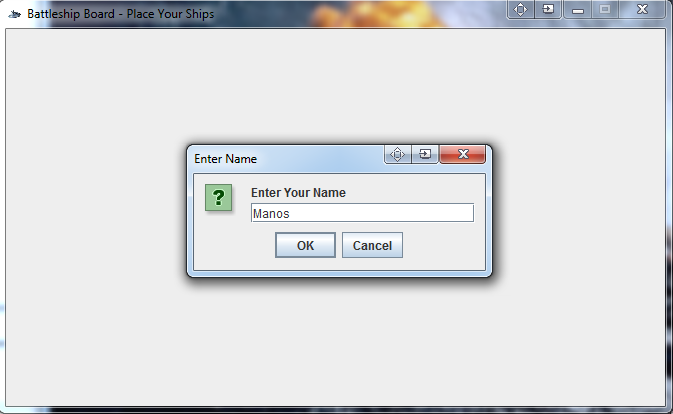 Battleship Board - Place Your Ships
Enter Name
?
Enter Your Name
Manos
OK Cancel